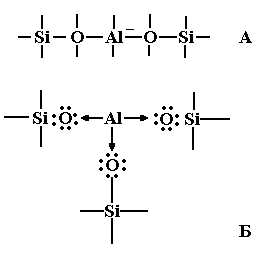 Si O Al− O Si А
Si O Al O Si
O
Si
Б